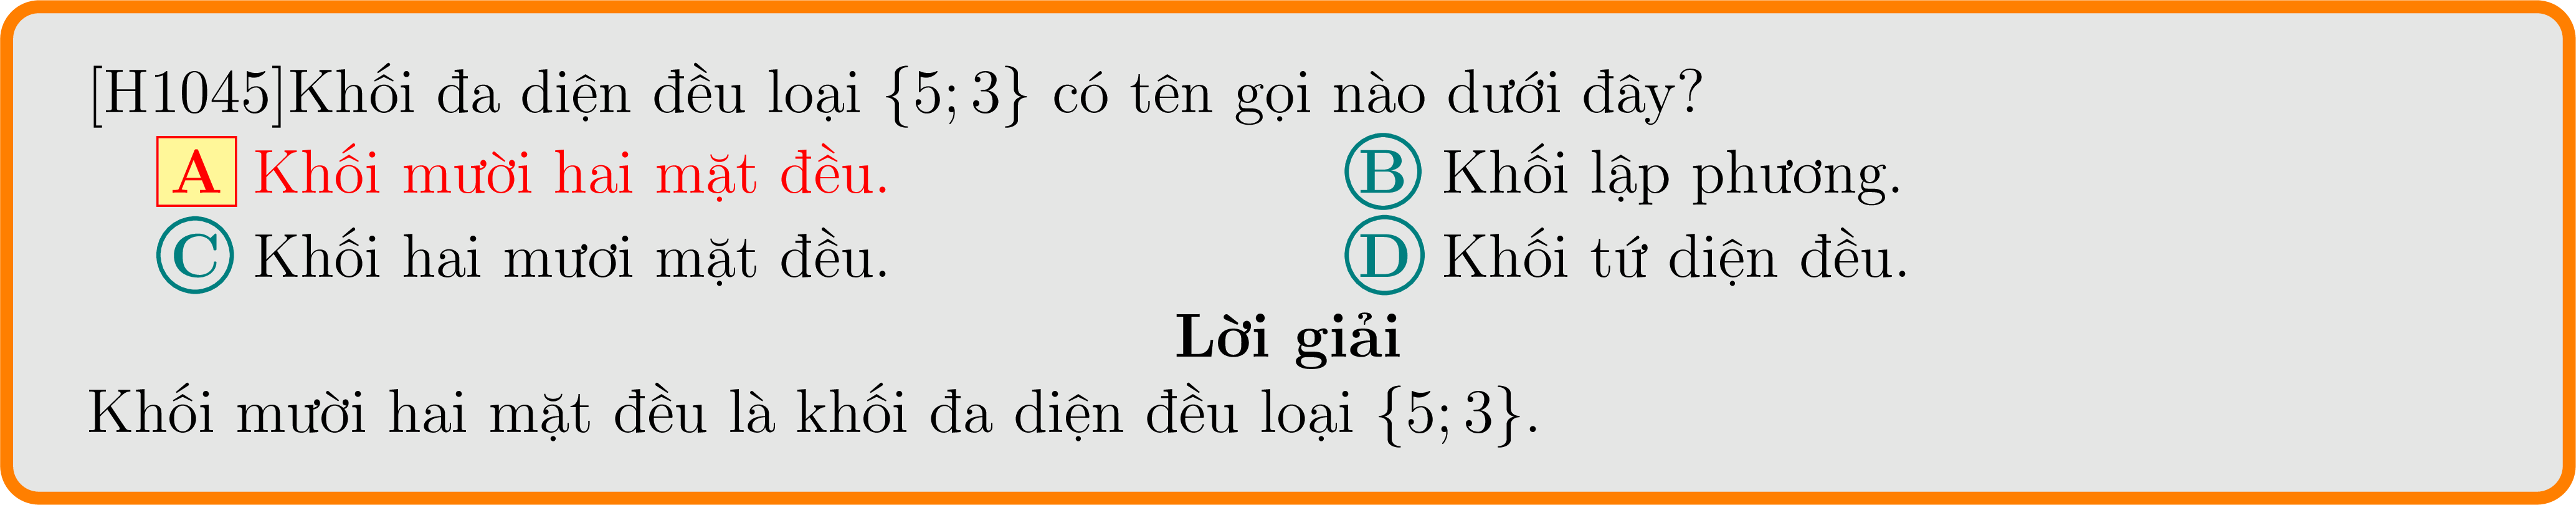 [H1045]Khối đa diện đều loại {5; 3} có tên gọi nào dưới đây?
A Khối mười hai mặt đều. B Khối lập phương.
C Khối hai mươi mặt đều. D Khối tứ diện đều.
Lời giải
Khối mười hai mặt đều là khối đa diện đều loại {5; 3}.